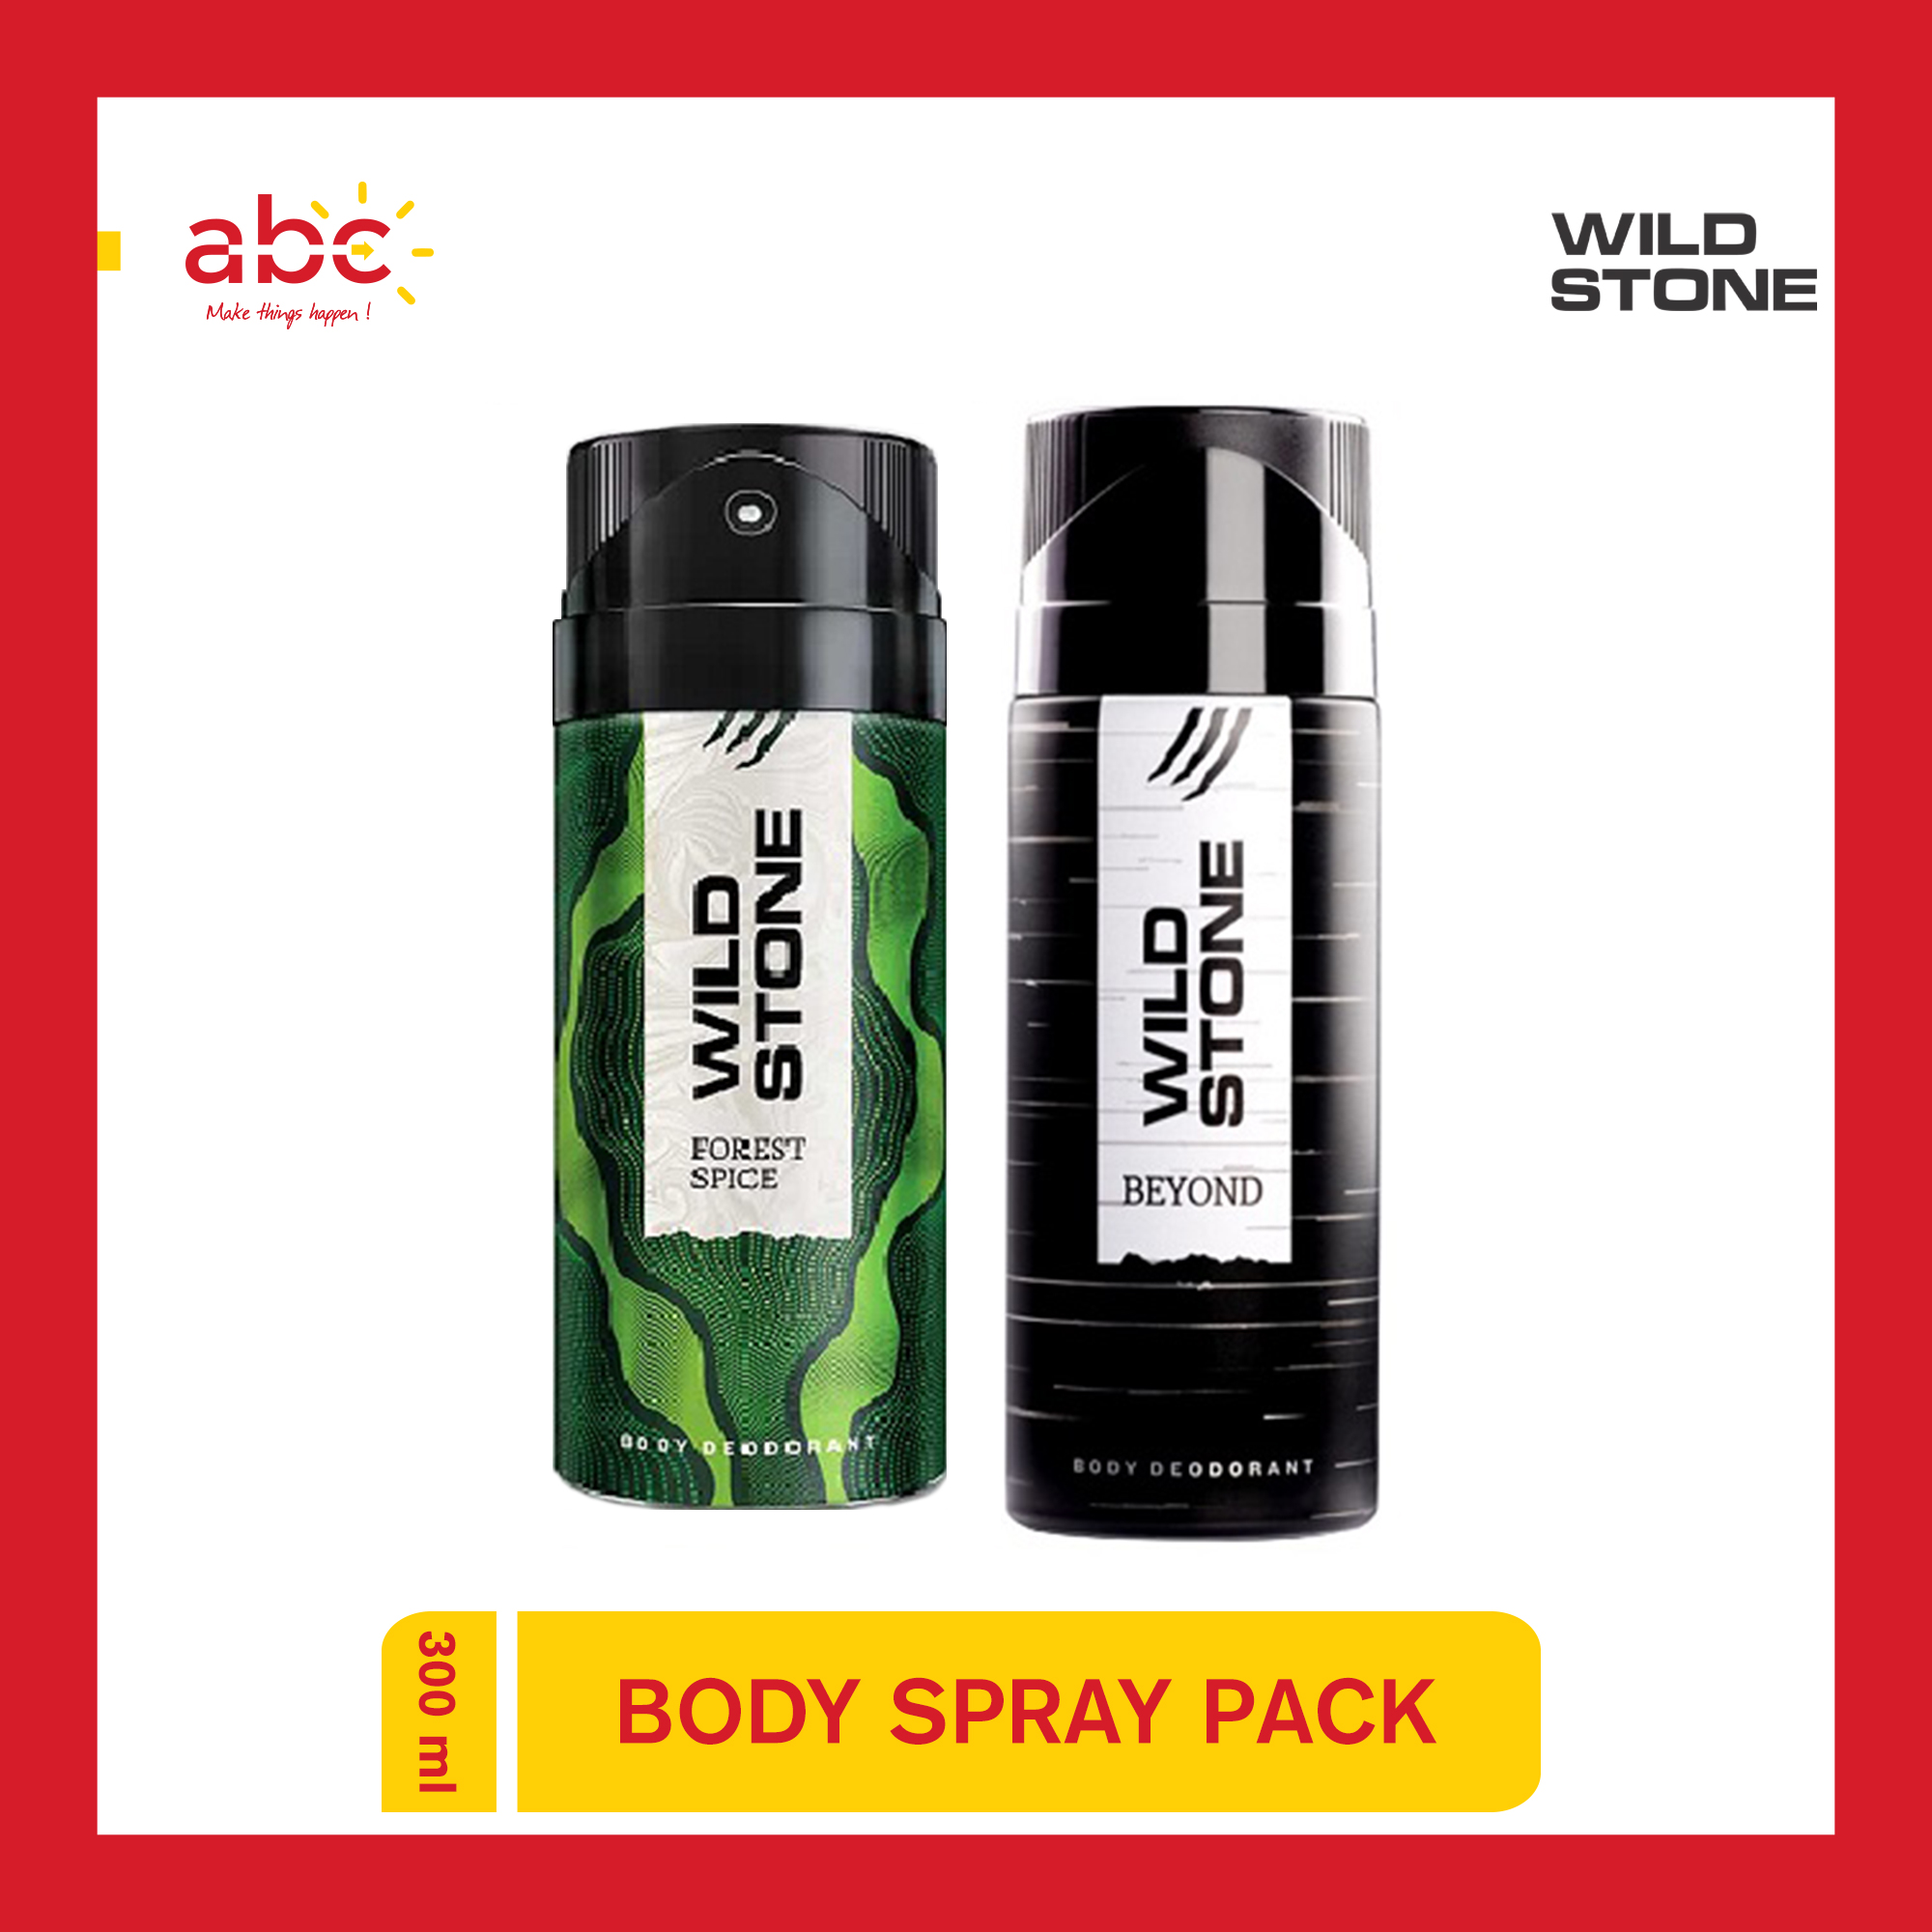 abc
Make things happen !
WILD
STONE
WILD
STONE
FOREST
SPICE
BODY DEODORANT
WILD
STONE
BEYOND
BODY DEODORANT
300 ml
BODY SPRAY PACK